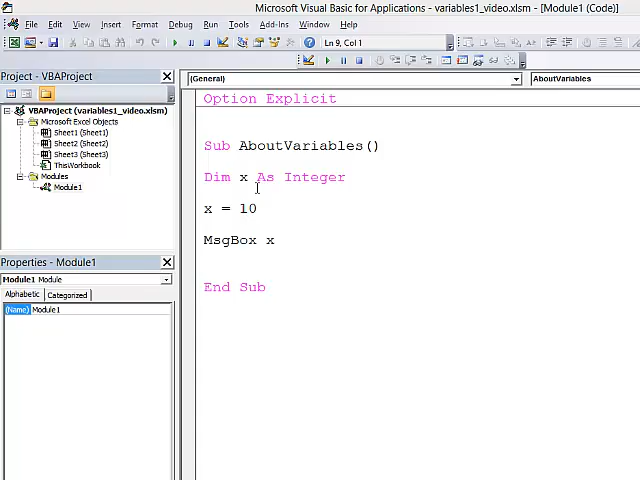 Microsoft Visual Basic for Applications - variables1_video.xlsm - [Module1 (Code)]
File Edit View Insert Format Debug Run Tools Add-Ins Window Help
Ln 9, Col 1
Project - VBAProject
(General) AboutVariables
VBAProject (variables1_video.xlsm)
Microsoft Excel Objects
Sheet1 (Sheet1)
Sheet2 (Sheet2)
Sheet3 (Sheet3)
ThisWorkbook
Modules
Module1
Properties - Module1
Module1 Module
Alphabetic Categorized
(Name) Module1
Option Explicit
Sub AboutVariables()
Dim x As Integer
x = 10
MsgBox x
End Sub